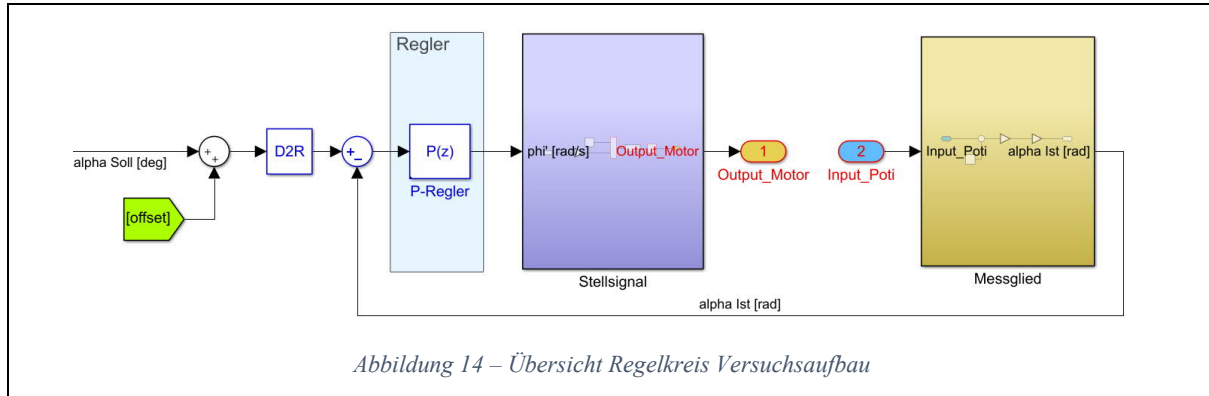 Regler
alpha Soll [deg]
[offset]
D2R
P(z)
P-Regler
phi' [rad/s]
Output_Motor
Stellsignal
1
Output_Motor
2
Input_Poti
Input_Poti
alpha Ist [rad]
Messglied
alpha Ist [rad]
Abbildung 14 – Übersicht Regelkreis Versuchsaufbau